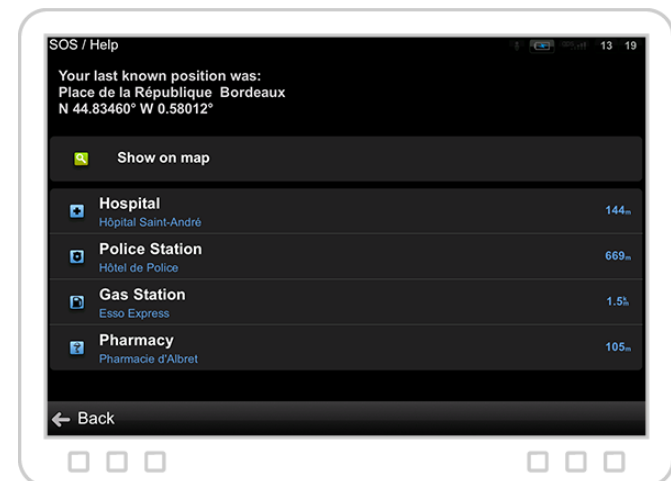 SOS / Help
13 19
Your last known position was:
Place de la République Bordeaux
N 44.83460° W 0.58012°
Show on map
Hospital
Hôpital Saint-André
144m
Police Station
Hôtel de Police
669m
Gas Station
Esso Express
1.5km
Pharmacy
Pharmacie d'Albret
105m
Back